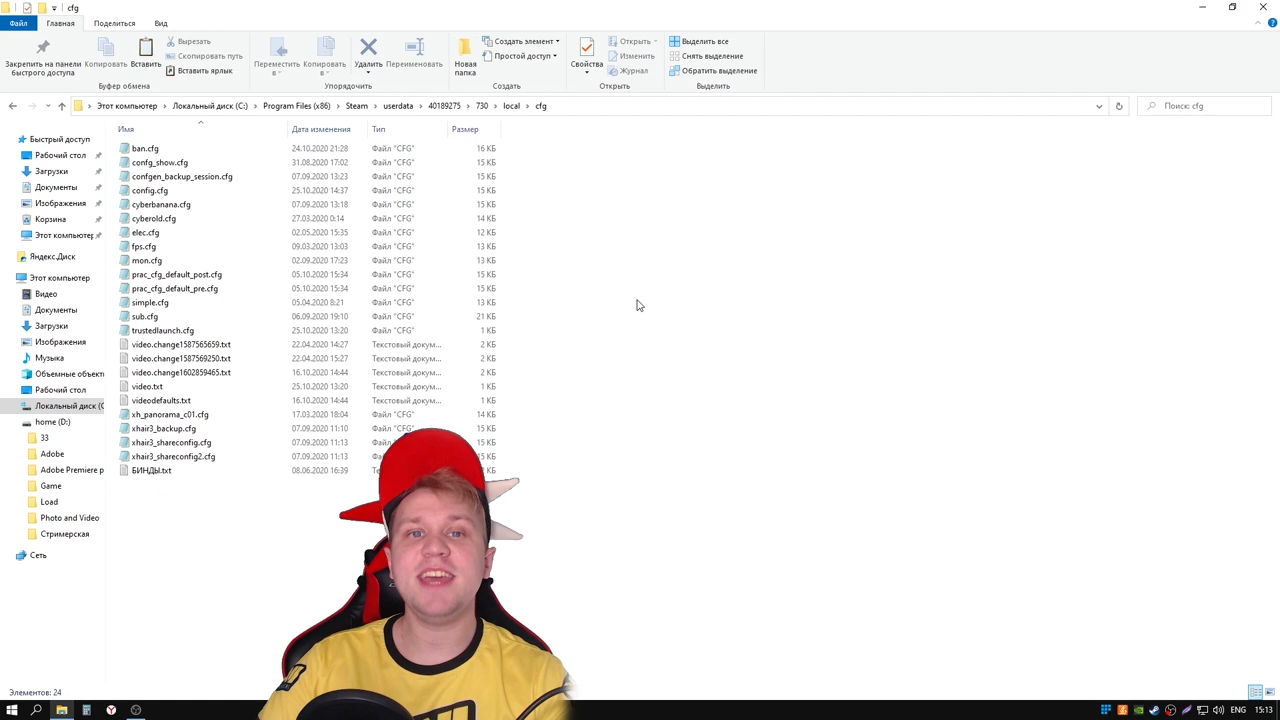 cfg
Файл
Главная
Поделиться
Вид
Закрепить на панели
быстрого доступа
Копировать
Вставить
Вырезать
Скопировать путь
Вставить ярлык
Буфер обмена
Переместить
в
Копировать
в
Удалить
Переименовать
Упорядочить
Новая
папка
Создать элемент
Простой доступ
Создать
Свойства
Открыть
Изменить
Журнал
Открыть
Выделить все
Снять выделение
Обратить выделение
Выделить
Этот компьютер › Локальный диск (C:) › Program Files (x86) › Steam › userdata › 40189275 › 730 › local › cfg
Поиск: cfg
Быстрый доступ
Рабочий стол
Загрузки
Документы
Изображения
Корзина
Этот компьютер
Яндекс.Диск
Этот компьютер
Видео
Документы
Загрузки
Изображения
Музыка
Объемные объекть
Рабочий стол
Локальный диск (C
home (D:)
33
Adobe
Adobe Premiere p
Game
Load
Photo and Video
Стримерская
Сеть
Имя Дата изменения Тип Размер
ban.cfg 24.10.2020 21:28 Файл "CFG" 16 КБ
confg_show.cfg 31.08.2020 17:02 Файл "CFG" 15 КБ
confgen_backup_session.cfg 07.09.2020 13:23 Файл "CFG" 15 КБ
config.cfg 25.10.2020 14:37 Файл "CFG" 15 КБ
cyberbanana.cfg 07.09.2020 13:18 Файл "CFG" 15 КБ
cyberold.cfg 27.03.2020 0:14 Файл "CFG" 14 КБ
elec.cfg 02.05.2020 15:35 Файл "CFG" 12 КБ
fps.cfg 09.03.2020 13:03 Файл "CFG" 13 КБ
mon.cfg 02.09.2020 17:23 Файл "CFG" 13 КБ
prac_cfg_default_post.cfg 05.10.2020 15:34 Файл "CFG" 15 КБ
prac_cfg_default_pre.cfg 05.10.2020 15:34 Файл "CFG" 15 КБ
simple.cfg 05.04.2020 8:21 Файл "CFG" 13 КБ
sub.cfg 06.09.2020 19:10 Файл "CFG" 21 КБ
trustedlaunch.cfg 25.10.2020 13:20 Файл "CFG" 1 КБ
video.change1587565659.txt 22.04.2020 14:27 Текстовый докум... 2 КБ
video.change1587569250.txt 22.04.2020 15:27 Текстовый докум... 2 КБ
video.change1602859465.txt 16.10.2020 14:44 Текстовый докум... 2 КБ
video.txt 25.10.2020 13:20 Текстовый докум... 1 КБ
videodefaults.txt 16.10.2020 14:44 Текстовый докум... 1 КБ
xh_panorama_c01.cfg 17.03.2020 18:04 Файл "CFG" 14 КБ
xhair3_backup.cfg 07.09.2020 11:10 Файл "CFG" 15 КБ
xhair3_shareconfig.cfg 07.09.2020 11:13 15 КБ
xhair3_shareconfig2.cfg 07.09.2020 11:13 15 КБ
БИНДЫ.txt 08.06.2020 16:39 КБ
Элементов: 24
ENG 15:13